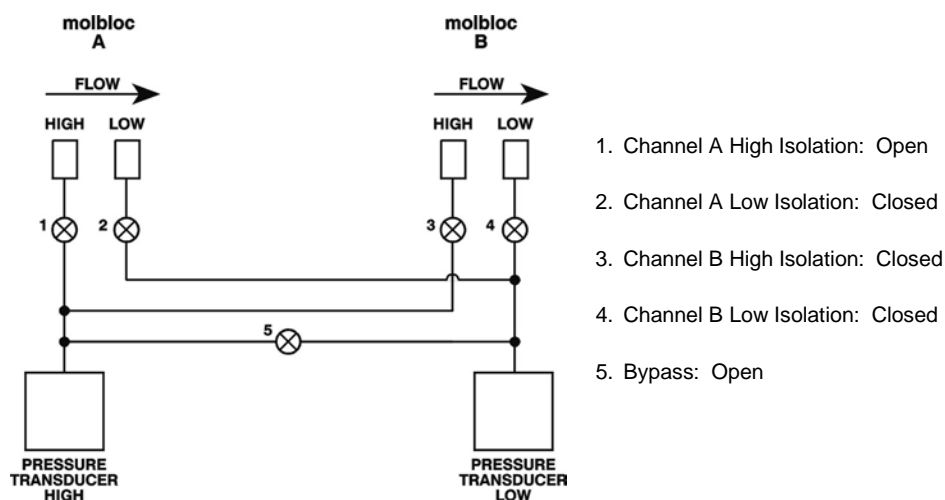 molbloc
A
molbloc
B
FLOW
FLOW
HIGH LOW
HIGH LOW
1
2
3
4
5
PRESSURE
TRANSDUCER
HIGH
PRESSURE
TRANSDUCER
LOW
1. Channel A High Isolation: Open
2. Channel A Low Isolation: Closed
3. Channel B High Isolation: Closed
4. Channel B Low Isolation: Closed
5. Bypass: Open